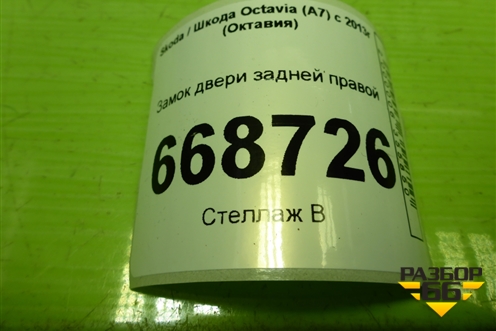 Skoda / Шкода Octavia (A7) с 2013г
(Октавия)
Замок двери задней правой
668726
Стеллаж В
РАЗБОР
66